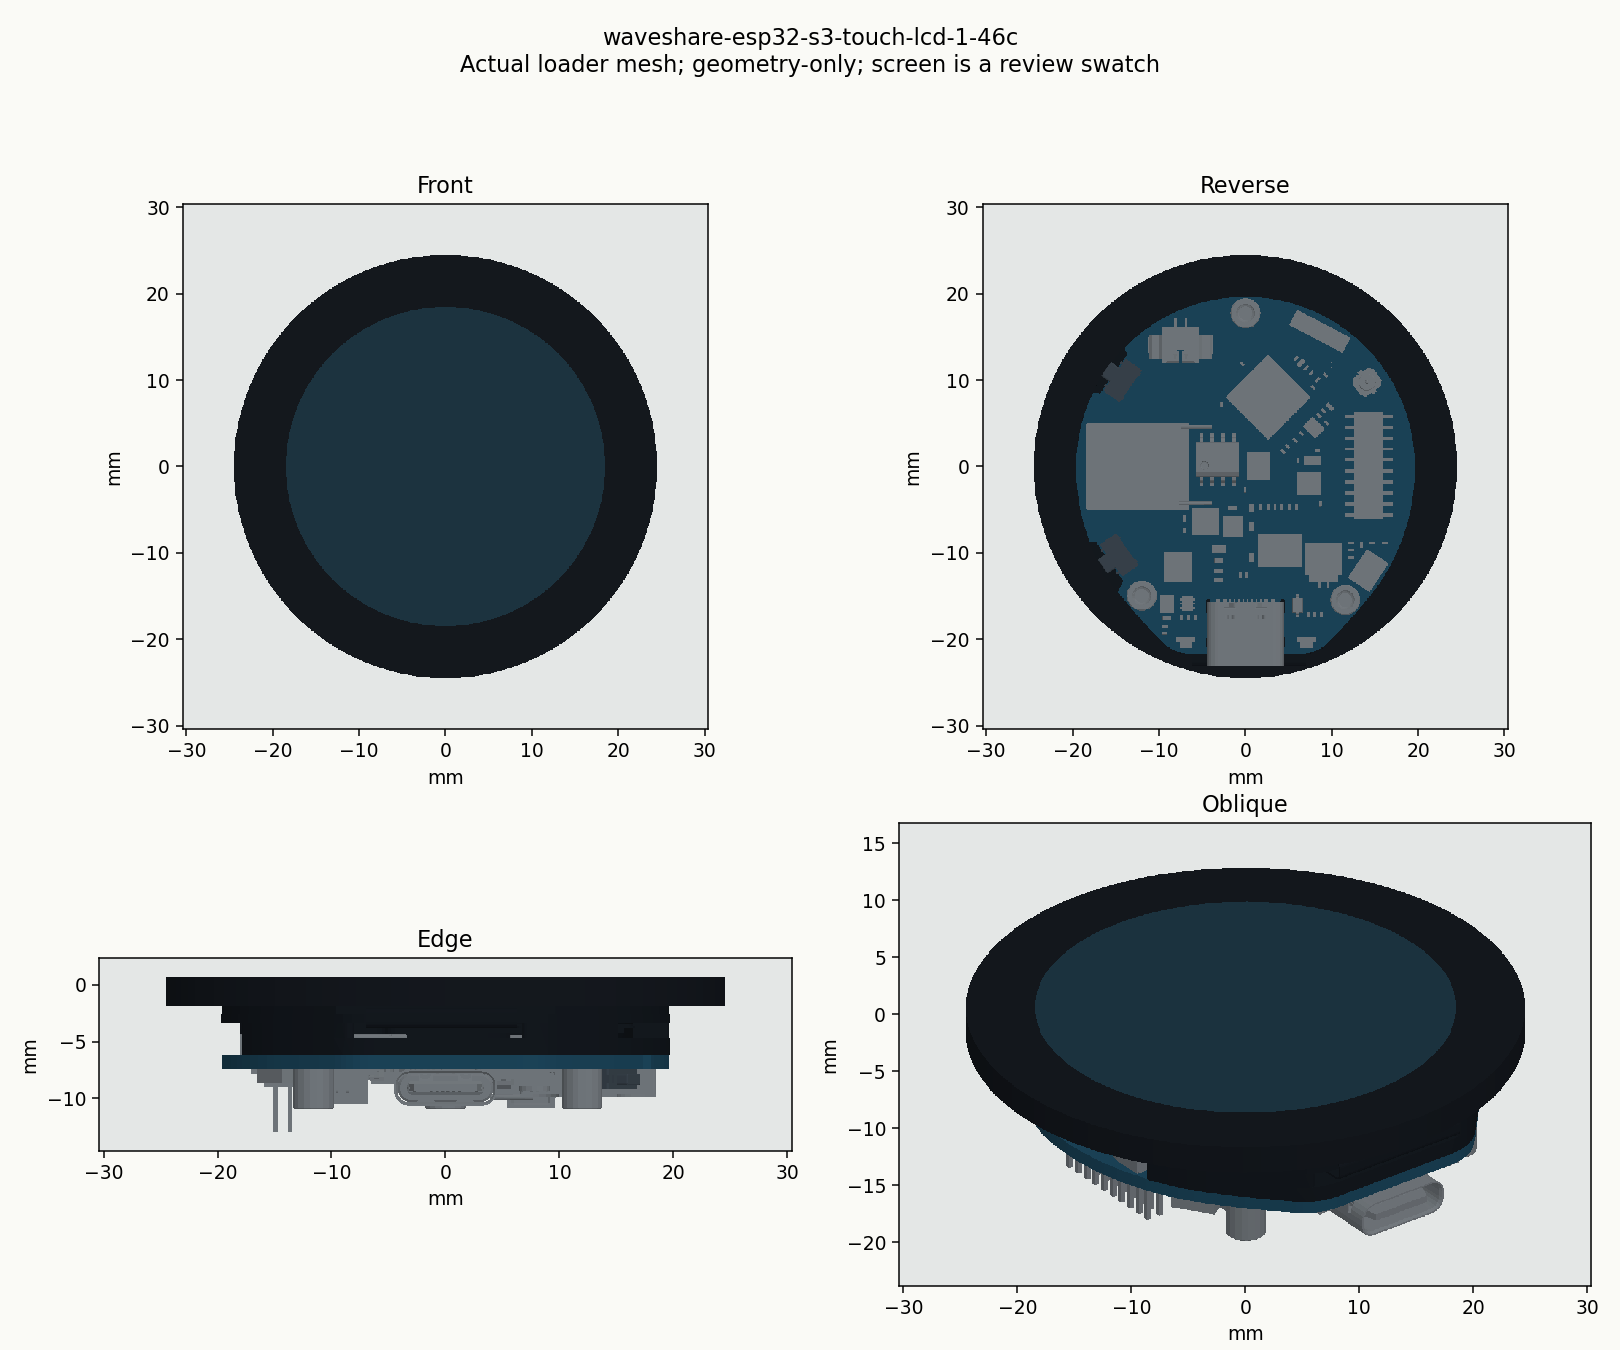 waveshare-esp32-s3-touch-lcd-1-46c
Actual loader mesh; geometry-only; screen is a review swatch
Front
30
20
10
0
−10
−20
−30
mm
−30 −20 −10 0 10 20 30
mm
Reverse
30
20
10
0
−10
−20
−30
mm
−30 −20 −10 0 10 20 30
mm
Edge
0
−5
−10
mm
−30 −20 −10 0 10 20 30
mm
Oblique
15
10
5
0
−5
−10
−15
−20
mm
−30 −20 −10 0 10 20 30
mm